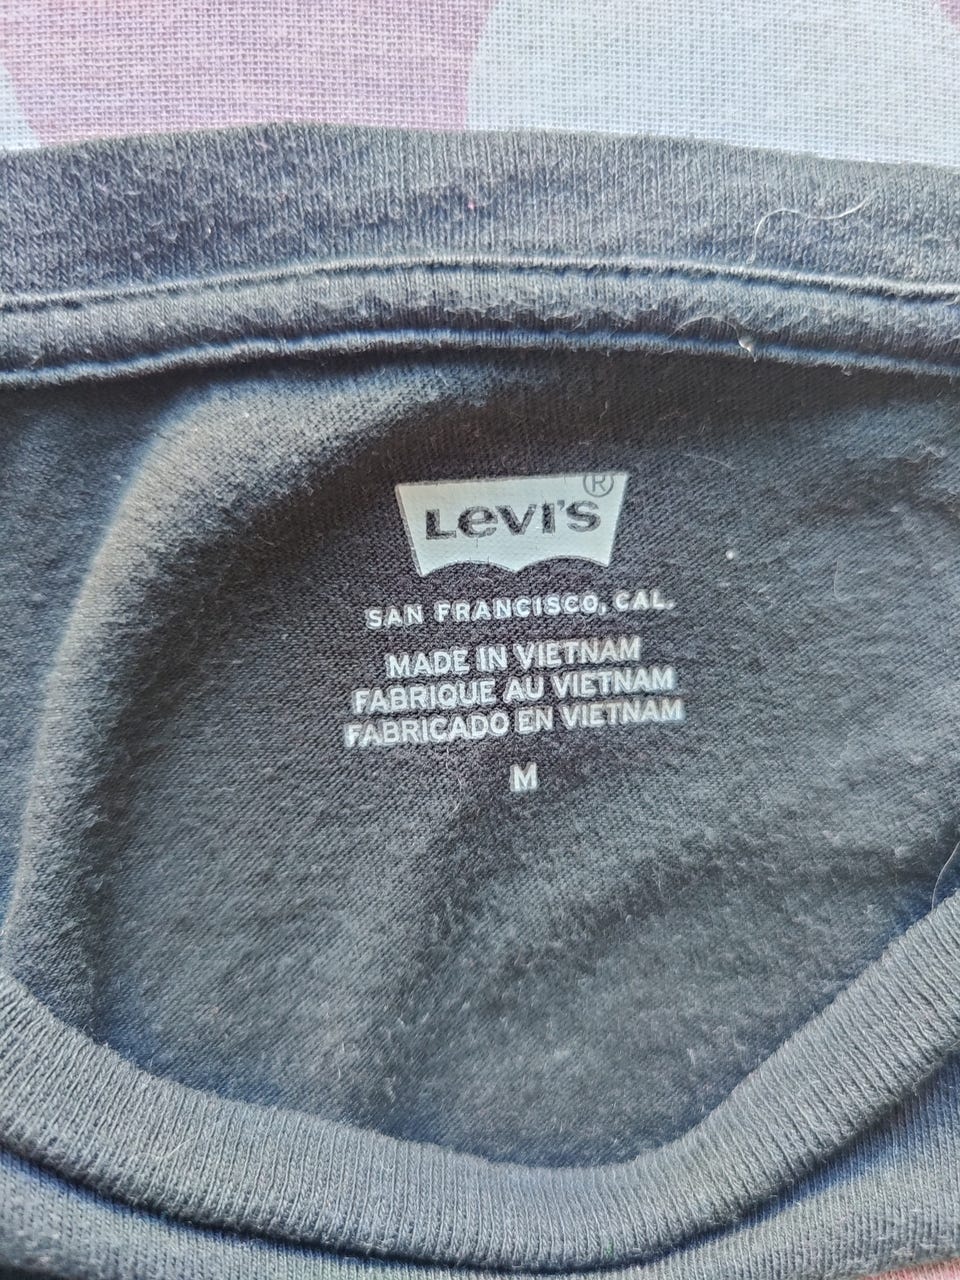 Levi's®
SAN FRANCISCO, CAL.
MADE IN VIETNAM
FABRIQUE AU VIETNAM
FABRICADO EN VIETNAM
M